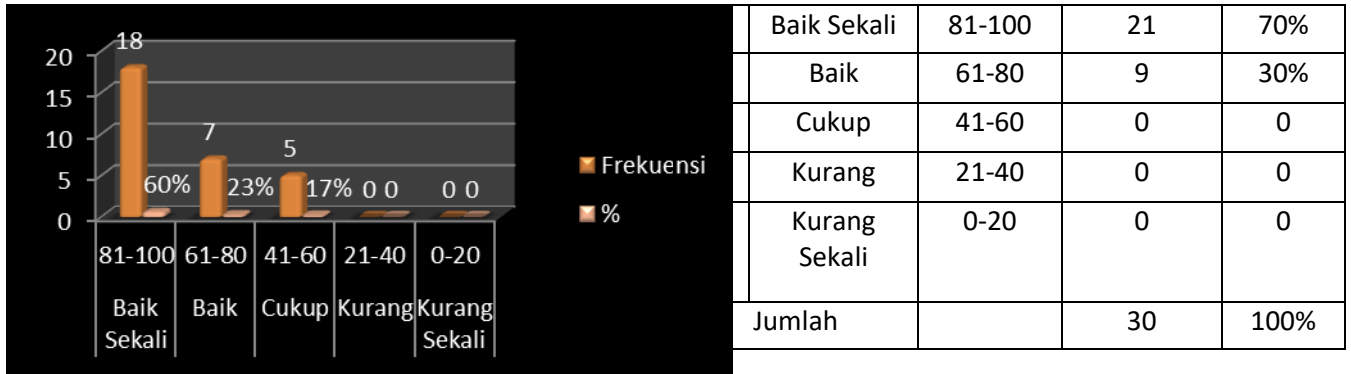 20
15
10
5
0
18
60%
7
23%
5
17%
0 0
0 0
81-100 61-80 41-60 21-40 0-20
Baik Sekali Baik Cukup Kurang Kurang Sekali
Frekuensi
%
Baik Sekali 81-100 21 70%
Baik 61-80 9 30%
Cukup 41-60 0 0
Kurang 21-40 0 0
Kurang 0-20 0 0
Sekali
Jumlah 30 100%